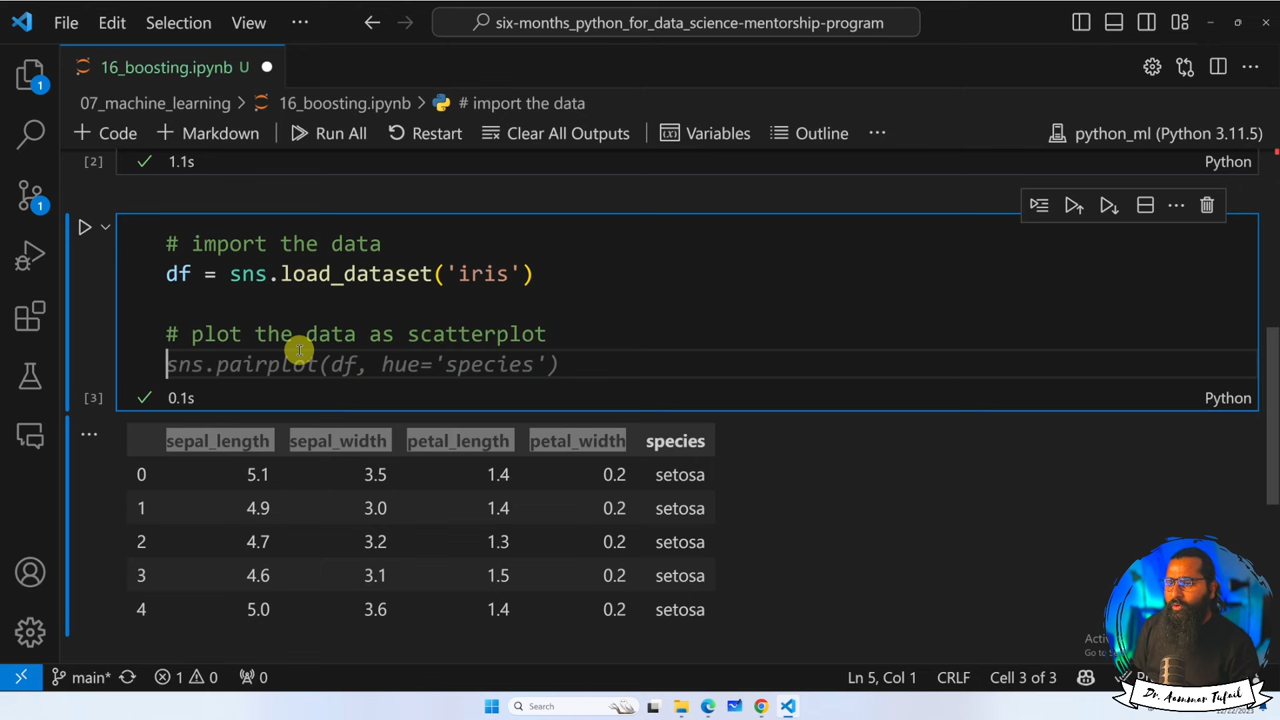 File Edit Selection View ··· six-months_python_for_data_science-mentorship-program
1
16_boosting.ipynb U
07_machine_learning > 16_boosting.ipynb > # import the data
+ Code + Markdown Run All Restart Clear All Outputs Variables Outline ··· python_ml (Python 3.11.5)
[2] 1.1s Python
# import the data
df = sns.load_dataset('iris')
# plot the data as scatterplot
sns.pairplot(df, hue='species')
[3] 0.1s Python
1
sepal_length sepal_width petal_length petal_width species
0 5.1 3.5 1.4 0.2 setosa
1 4.9 3.0 1.4 0.2 setosa
2 4.7 3.2 1.3 0.2 setosa
3 4.6 3.1 1.5 0.2 setosa
4 5.0 3.6 1.4 0.2 setosa
main* 1 0 0 Ln 5, Col 1 CRLF Cell 3 of 3
Dr. Aammar Tufail
Search